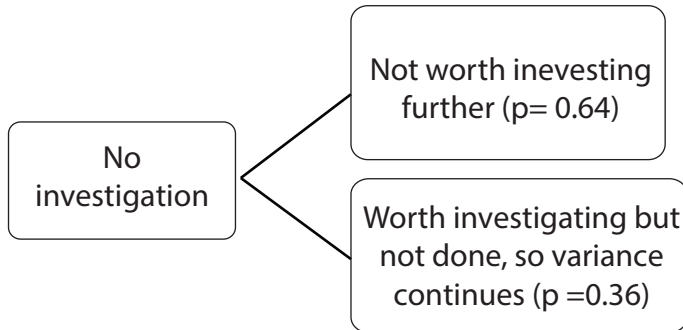 No
investigation
Not worth inevesting
further (p= 0.64)
Worth investigating but
not done, so variance
continues (p =0.36)